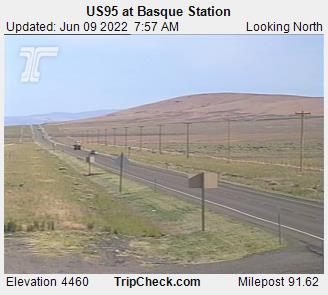 US95 at Basque Station
Updated: Jun 09 2022 7:57 AM Looking North
Elevation 4460 TripCheck.com Milepost 91.62